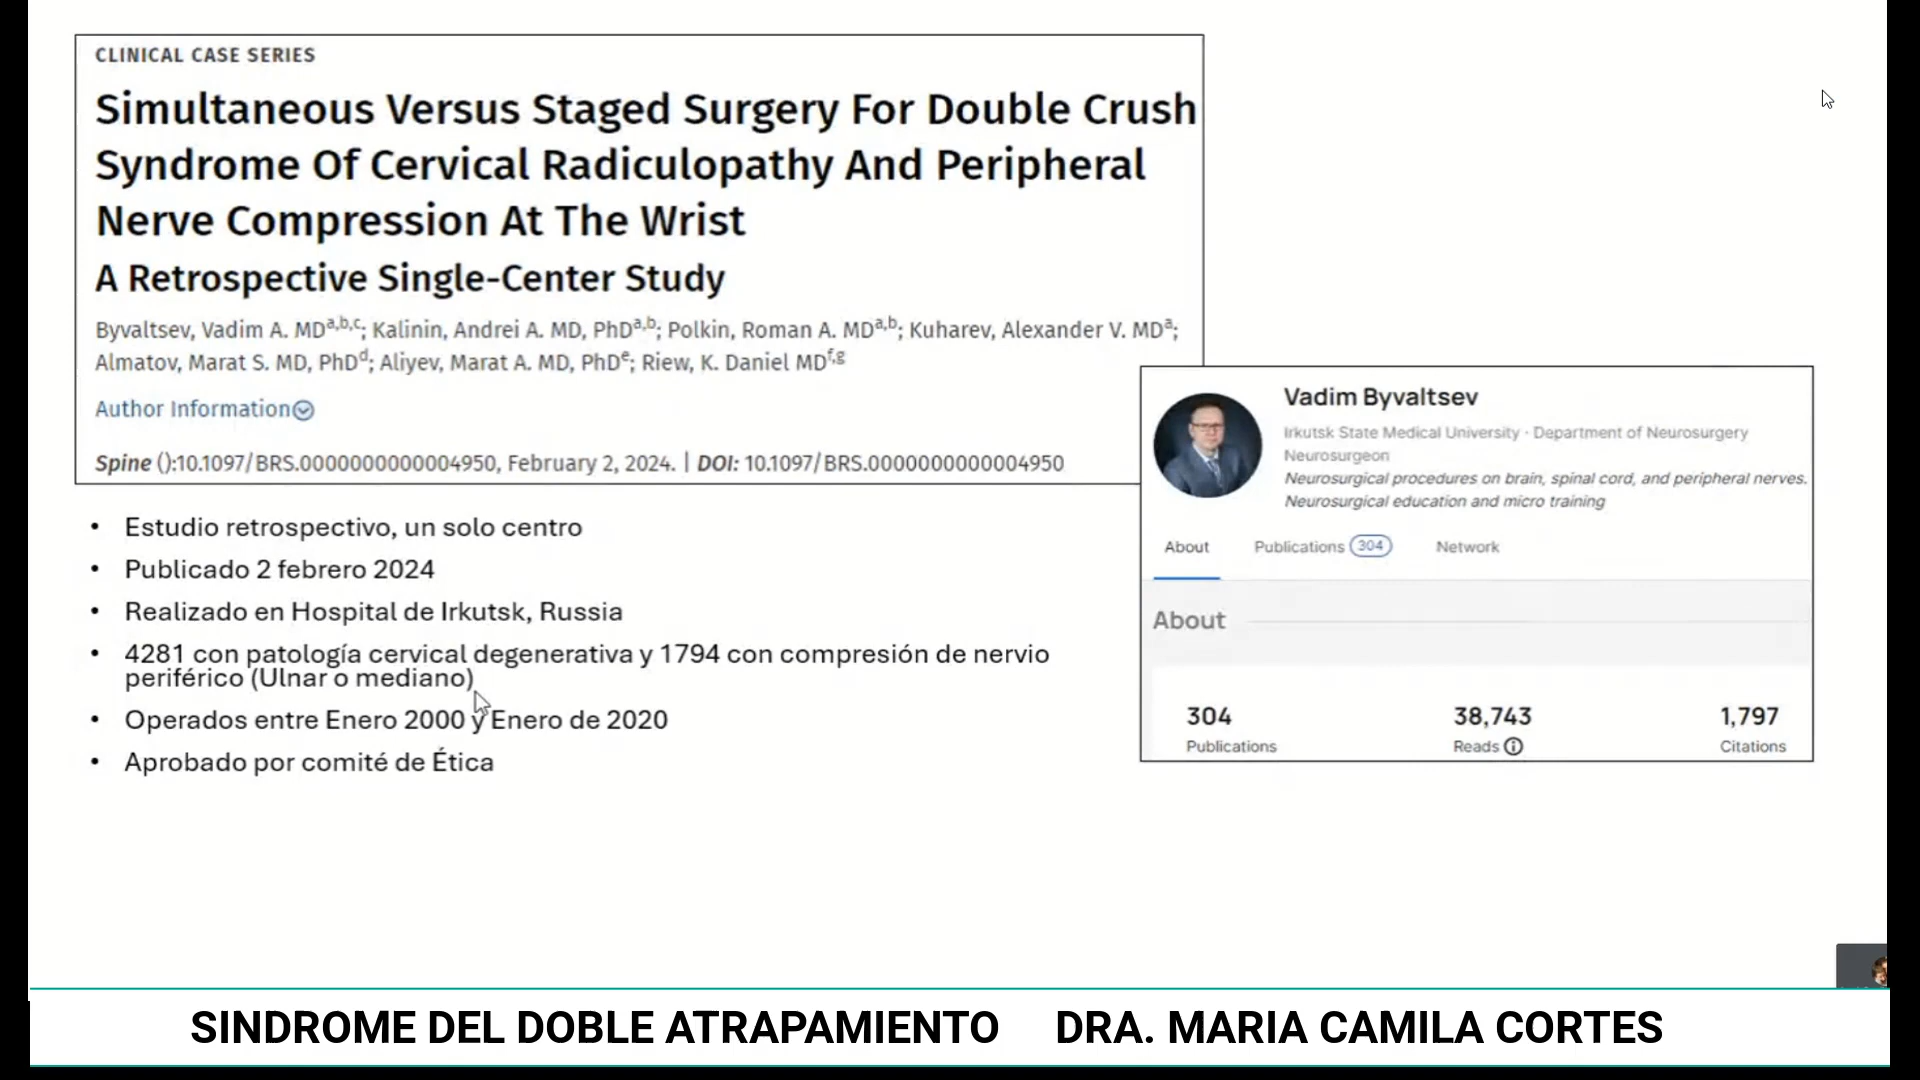 CLINICAL CASE SERIES
Simultaneous Versus Staged Surgery For Double Crush
Syndrome Of Cervical Radiculopathy And Peripheral
Nerve Compression At The Wrist
A Retrospective Single-Center Study
Byvaltsev, Vadim A. MDa,b,c; Kalinin, Andrei A. MD, PhDa,b; Polkin, Roman A. MDa,b; Kuharev, Alexander V. MDa;
Almatov, Marat S. MD, PhDd; Aliyev, Marat A. MD, PhDe; Riew, K. Daniel MDf,g
Author Information
Spine ():10.1097/BRS.0000000000004950, February 2, 2024. | DOI: 10.1097/BRS.0000000000004950
Vadim Byvaltsev
Irkutsk State Medical University · Department of Neurosurgery
Neurosurgeon
Neurosurgical procedures on brain, spinal cord, and peripheral nerves.
Neurosurgical education and micro training
About Publications 304 Network
About
304 38,743 1,797
Publications Reads Citations
• Estudio retrospectivo, un solo centro
• Publicado 2 febrero 2024
• Realizado en Hospital de Irkutsk, Russia
• 4281 con patología cervical degenerativa y 1794 con compresión de nervio
periférico (Ulnar o mediano)
• Operados entre Enero 2000 y Enero de 2020
• Aprobado por comité de Ética
SINDROME DEL DOBLE ATRAPAMIENTO DRA. MARIA CAMILA CORTES